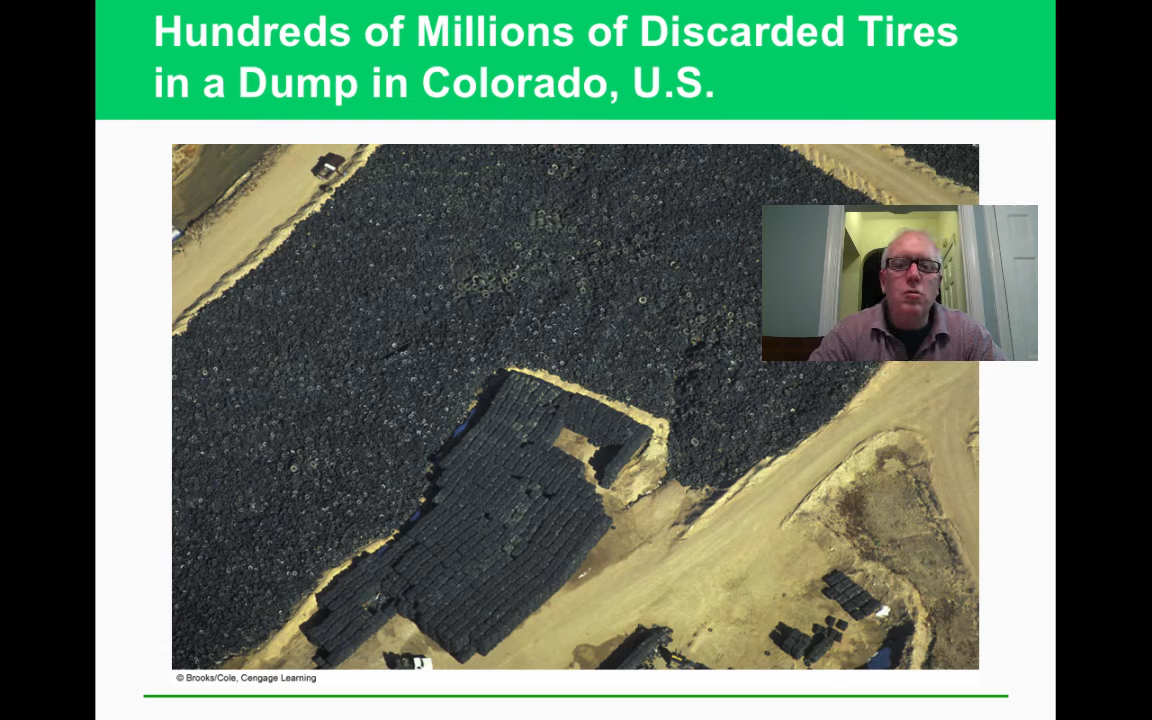 Hundreds of Millions of Discarded Tires
in a Dump in Colorado, U.S.
© Brooks/Cole, Cengage Learning